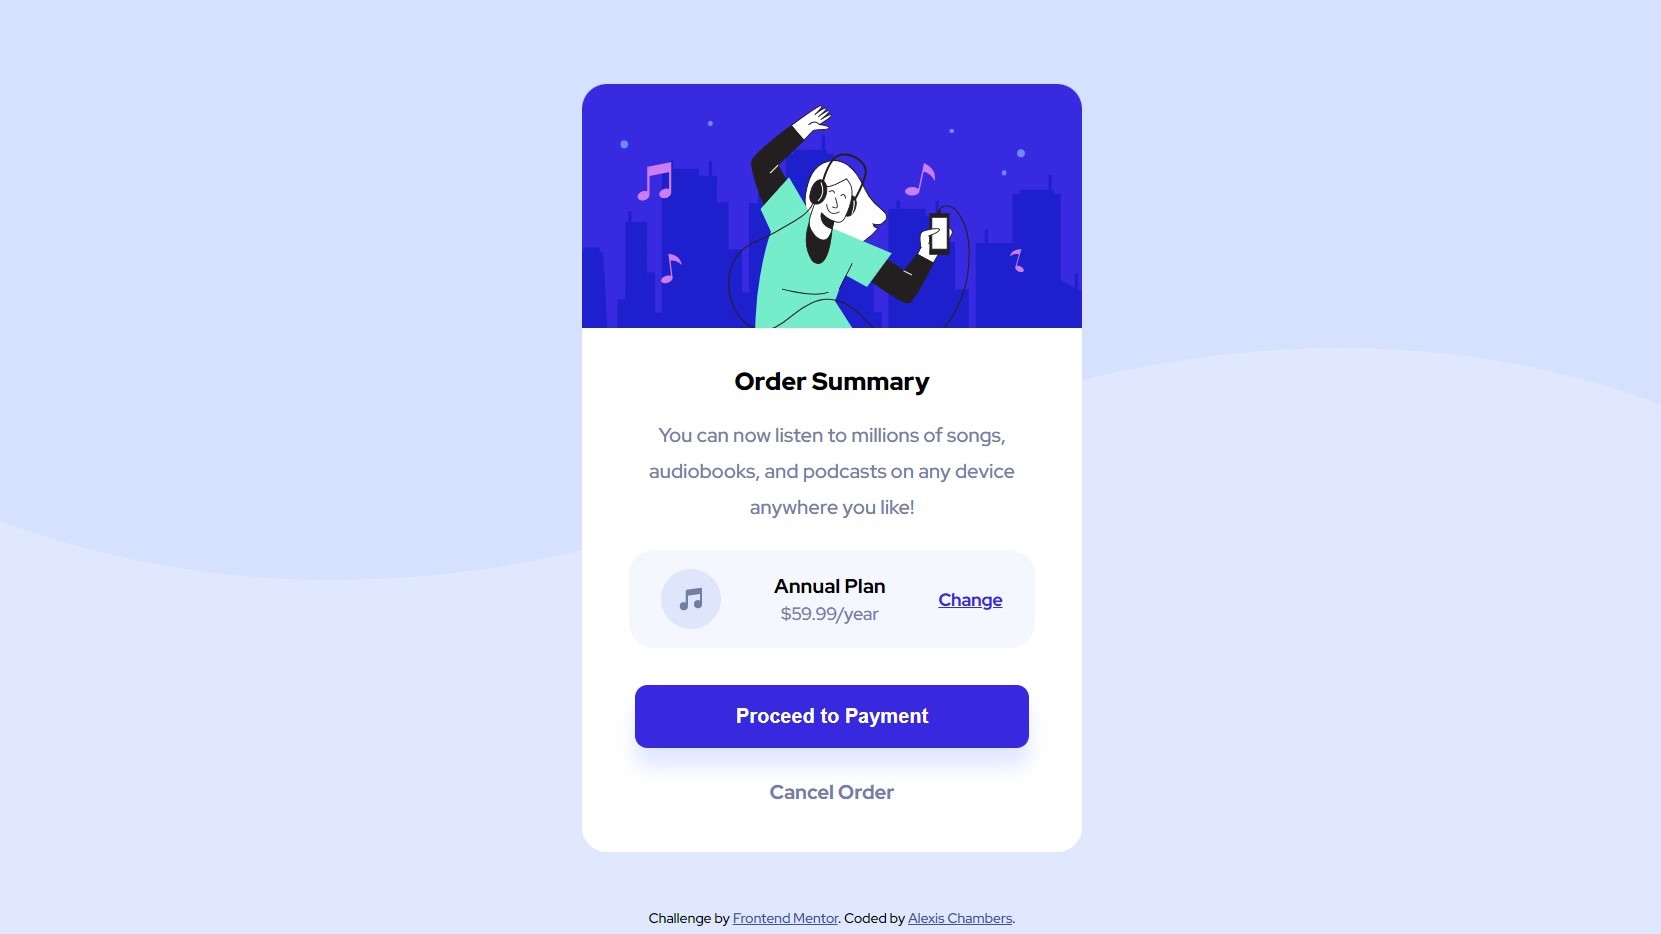 Order Summary
You can now listen to millions of songs,
audiobooks, and podcasts on any device
anywhere you like!
Annual Plan
$59.99/year
Change
Proceed to Payment
Cancel Order
Challenge by Frontend Mentor. Coded by Alexis Chambers.